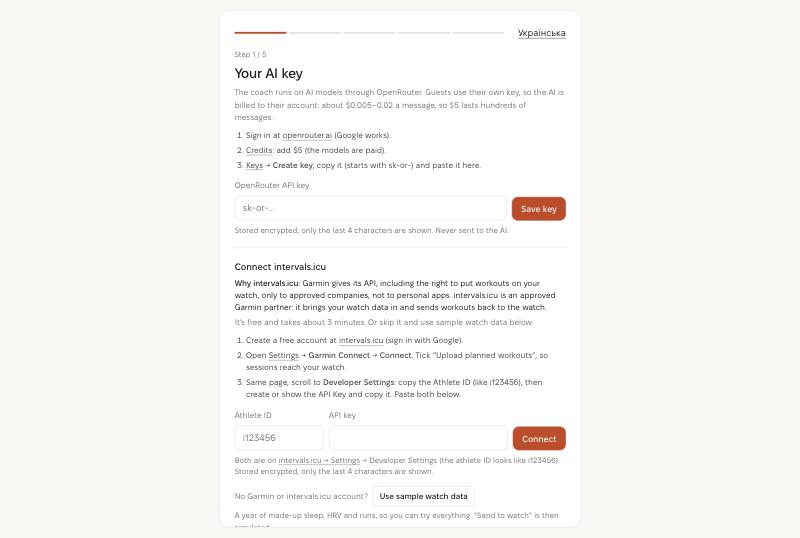 Українська
Step 1 / 5
Your AI key
The coach runs on AI models through OpenRouter. Guests use their own key, so the AI is
billed to their account: about $0.005–0.02 a message, so $5 lasts hundreds of
messages.
1. Sign in at openrouter.ai (Google works).
2. Credits: add $5 (the models are paid).
3. Keys → Create key, copy it (starts with sk-or-) and paste it here.
OpenRouter API key
sk-or-...
Save key
Stored encrypted; only the last 4 characters are shown. Never sent to the AI.
Connect intervals.icu
Why intervals.icu: Garmin gives its API, including the right to put workouts on your
watch, only to approved companies, not to personal apps. intervals.icu is an approved
Garmin partner: it brings your watch data in and sends workouts back to the watch.
It's free and takes about 3 minutes. Or skip it and use sample watch data below.
1. Create a free account at intervals.icu (sign in with Google).
2. Open Settings → Garmin Connect → Connect. Tick "Upload planned workouts", so
sessions reach your watch.
3. Same page, scroll to Developer Settings: copy the Athlete ID (like i123456), then
create or show the API Key and copy it. Paste both below.
Athlete ID API key
i123456
Connect
Both are on intervals.icu → Settings → Developer Settings (the athlete ID looks like i123456).
Stored encrypted; only the last 4 characters are shown.
No Garmin or intervals.icu account? Use sample watch data
A year of made-up sleep, HRV and runs, so you can try everything. "Send to watch" is then